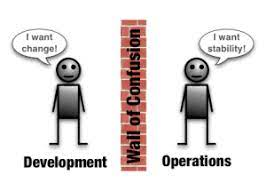 I want
change!
I want
stability!
Wall of Confusion
Development
Operations